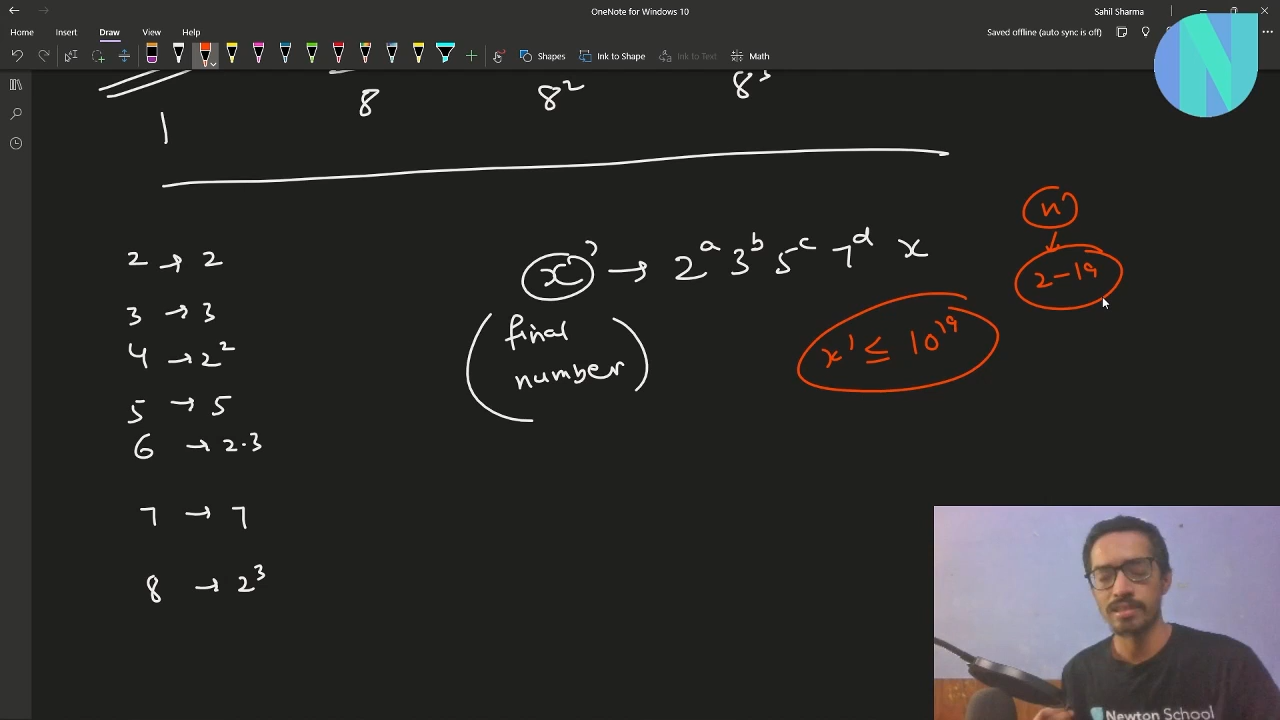 OneNote for Windows 10
Sahil Sharma
Home Insert Draw View Help
Saved offline (auto sync is off)
Shapes Ink to Shape Ink to Text Math
8 8² 8³
1
n'
2-19
x' → 2ᵃ 3ᵇ 5ᶜ 7ᵈ x
(final
number)
x' ≤ 10¹⁹
2 → 2
3 → 3
4 → 2²
5 → 5
6 → 2·3
7 → 7
8 → 2³
Newton School